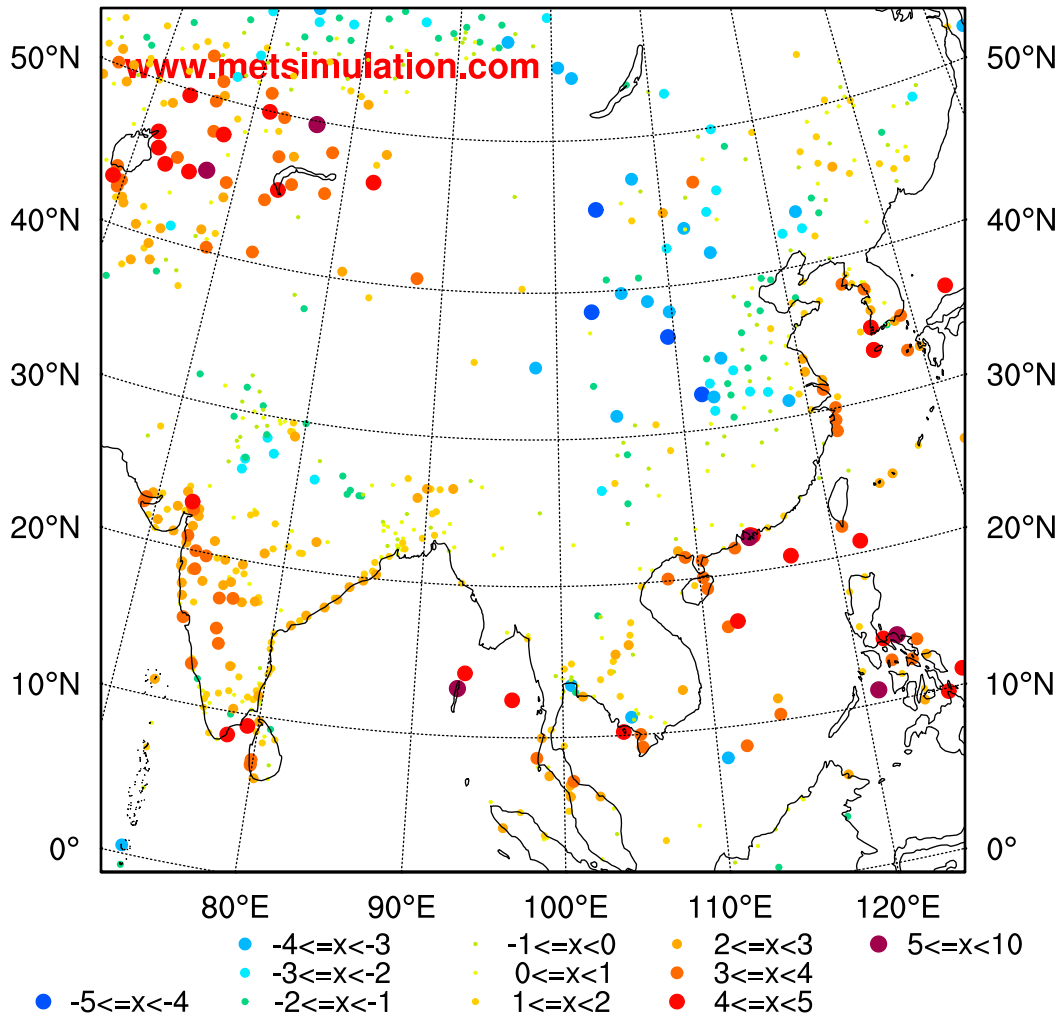 50°N 50°N
www.metsimulation.com
40°N 40°N
30°N 30°N
20°N 20°N
10°N 10°N
0° 0°
80°E 90°E 100°E 110°E 120°E
-4<=x<-3 -1<=x<0 2<=x<3 5<=x<10
-3<=x<-2 0<=x<1 3<=x<4
-5<=x<-4 -2<=x<-1 1<=x<2 4<=x<5